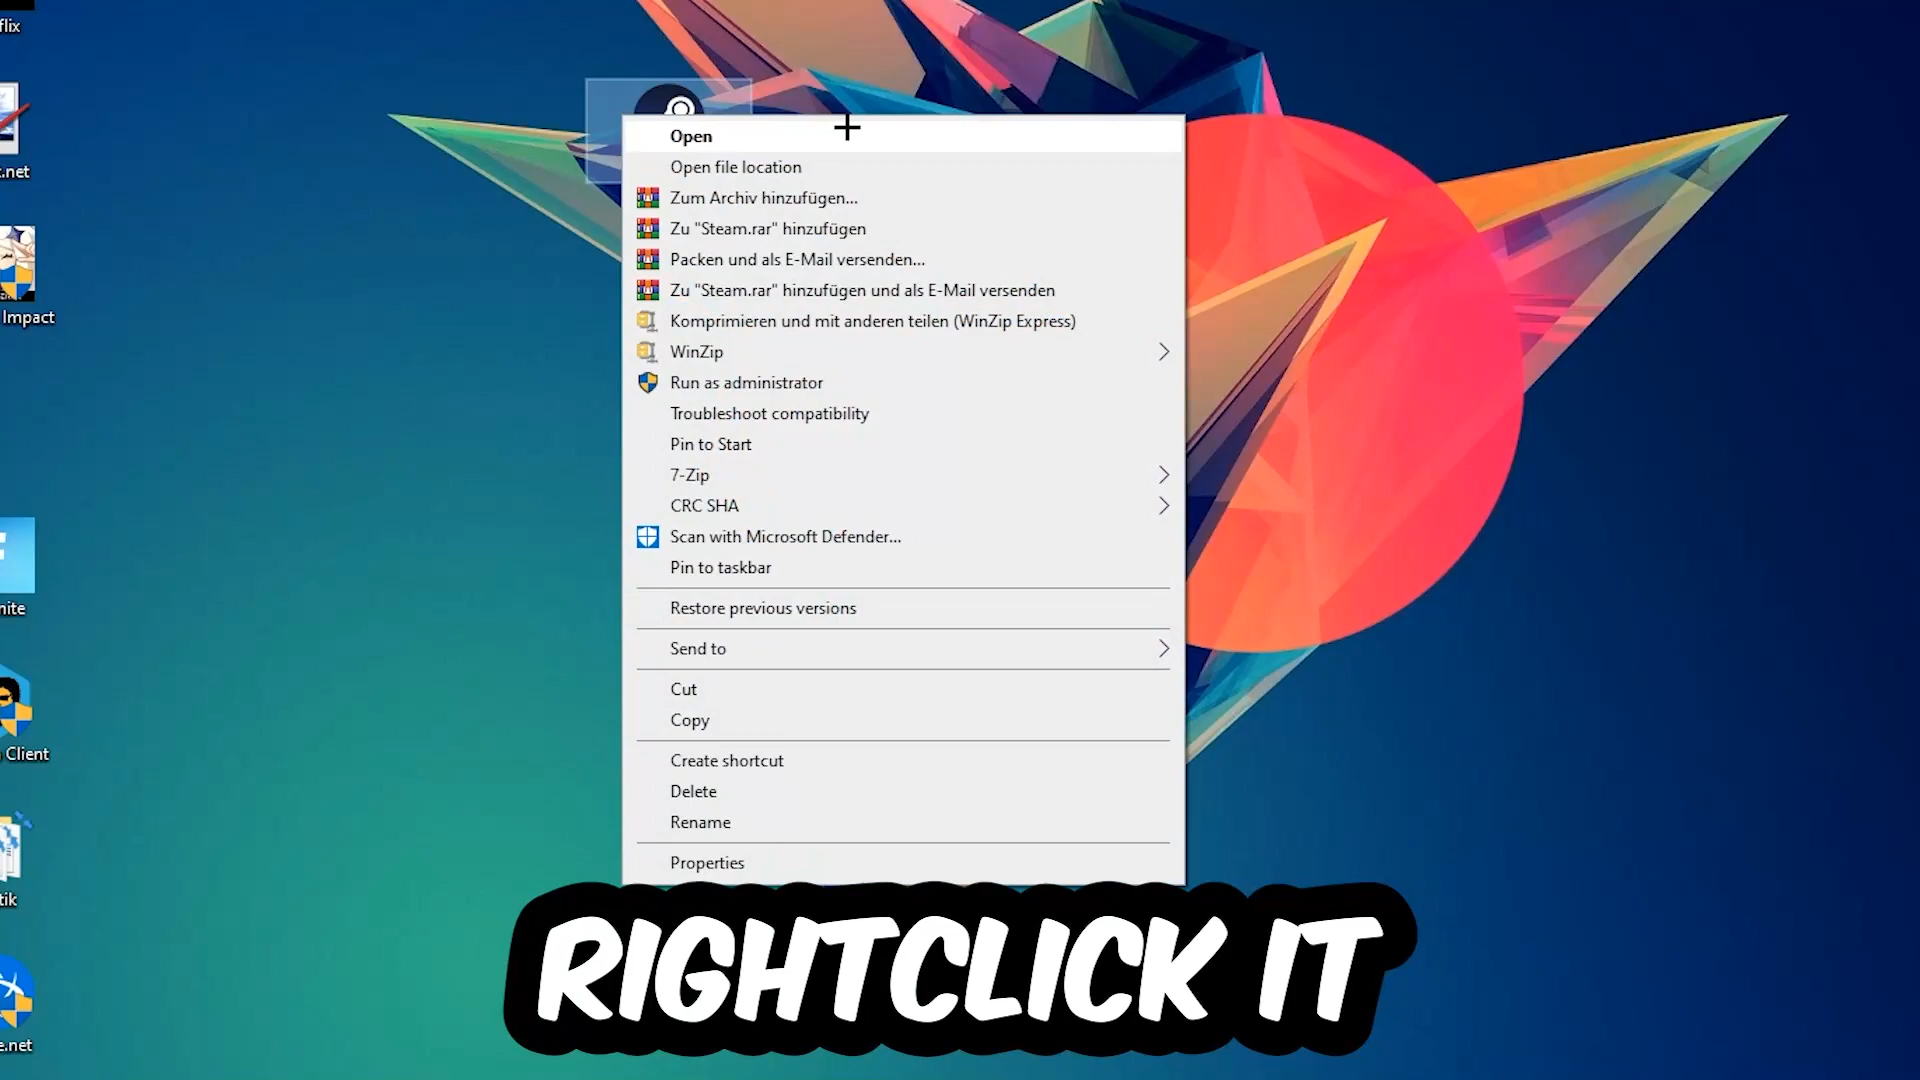 flix
.net
Impact
nite
Client
tik
e.net
Open
Open file location
Zum Archiv hinzufügen...
Zu "Steam.rar" hinzufügen
Packen und als E-Mail versenden...
Zu "Steam.rar" hinzufügen und als E-Mail versenden
Komprimieren und mit anderen teilen (WinZip Express)
WinZip
Run as administrator
Troubleshoot compatibility
Pin to Start
7-Zip
CRC SHA
Scan with Microsoft Defender...
Pin to taskbar
Restore previous versions
Send to
Cut
Copy
Create shortcut
Delete
Rename
Properties
RIGHTCLICK IT